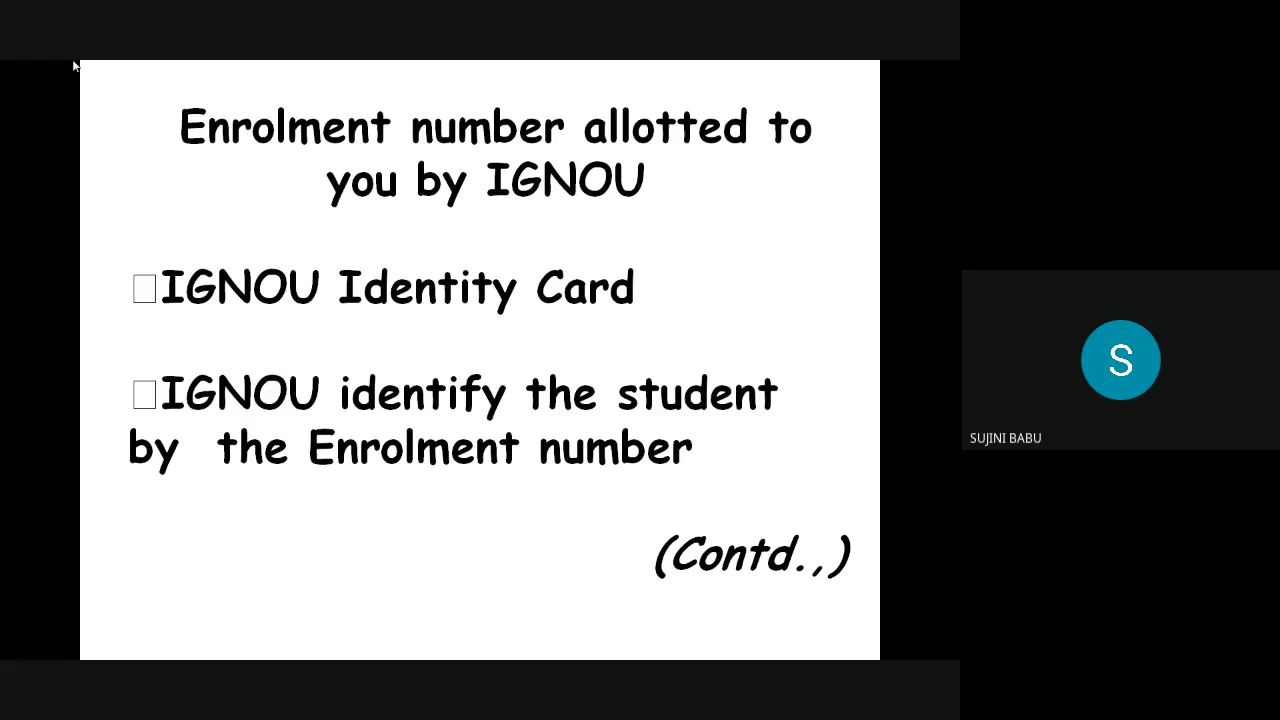 Enrolment number allotted to
you by IGNOU
IGNOU Identity Card
IGNOU identify the student
by the Enrolment number
(Contd.,)
S
SUJINI BABU